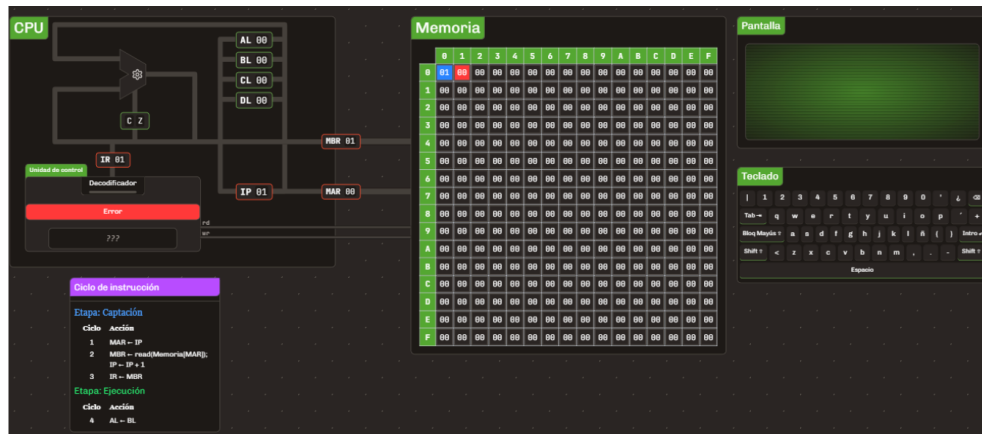 CPU
AL 00
BL 00
CL 00
DL 00
C Z
MBR 01
IR 01
Unidad de control
Decodificador
IP 01
MAR 00
Error
???
rd
wr
Ciclo de instrucción
Etapa: Captación
Ciclo Acción
1 MAR ← IP
2 MBR ← read(Memoria[MAR]);
IP ← IP + 1
3 IR ← MBR
Etapa: Ejecución
Ciclo Acción
4 AL ← BL
Memoria
0 1 2 3 4 5 6 7 8 9 A B C D E F
0 01 00 00 00 00 00 00 00 00 00 00 00 00 00 00 00
1 00 00 00 00 00 00 00 00 00 00 00 00 00 00 00 00
2 00 00 00 00 00 00 00 00 00 00 00 00 00 00 00 00
3 00 00 00 00 00 00 00 00 00 00 00 00 00 00 00 00
4 00 00 00 00 00 00 00 00 00 00 00 00 00 00 00 00
5 00 00 00 00 00 00 00 00 00 00 00 00 00 00 00 00
6 00 00 00 00 00 00 00 00 00 00 00 00 00 00 00 00
7 00 00 00 00 00 00 00 00 00 00 00 00 00 00 00 00
8 00 00 00 00 00 00 00 00 00 00 00 00 00 00 00 00
9 00 00 00 00 00 00 00 00 00 00 00 00 00 00 00 00
A 00 00 00 00 00 00 00 00 00 00 00 00 00 00 00 00
B 00 00 00 00 00 00 00 00 00 00 00 00 00 00 00 00
C 00 00 00 00 00 00 00 00 00 00 00 00 00 00 00 00
D 00 00 00 00 00 00 00 00 00 00 00 00 00 00 00 00
E 00 00 00 00 00 00 00 00 00 00 00 00 00 00 00 00
F 00 00 00 00 00 00 00 00 00 00 00 00 00 00 00 00
Pantalla
Teclado
| 1 2 3 4 5 6 7 8 9 0 ' ¿ ⌫
Tab q w e r t y u i o p ´ +
Bloq Mayús ⇧ a s d f g h j k l ñ { } Intro
Shift ⇧ < z x c v b n m , . - Shift ⇧
Espacio